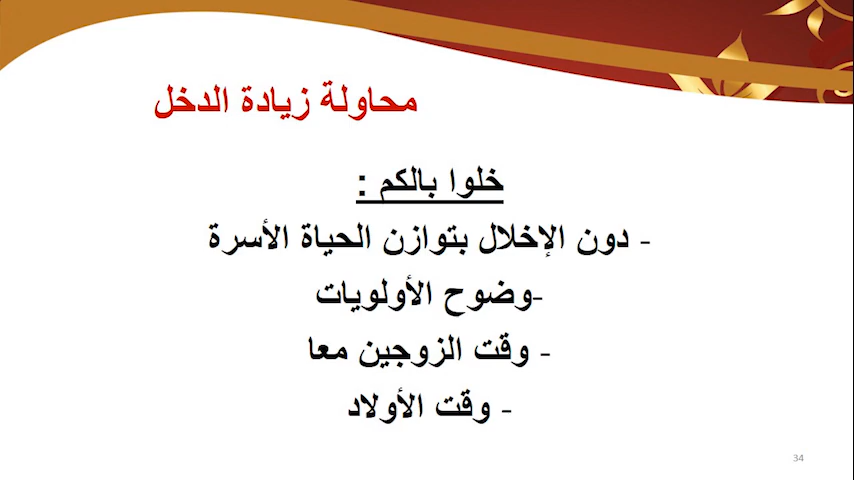 محاولة زيادة الدخل
خلوا بالكم :
- دون الإخلال بتوازن الحياة الأسرة
-وضوح الأولويات
- وقت الزوجين معا
- وقت الأولاد
34